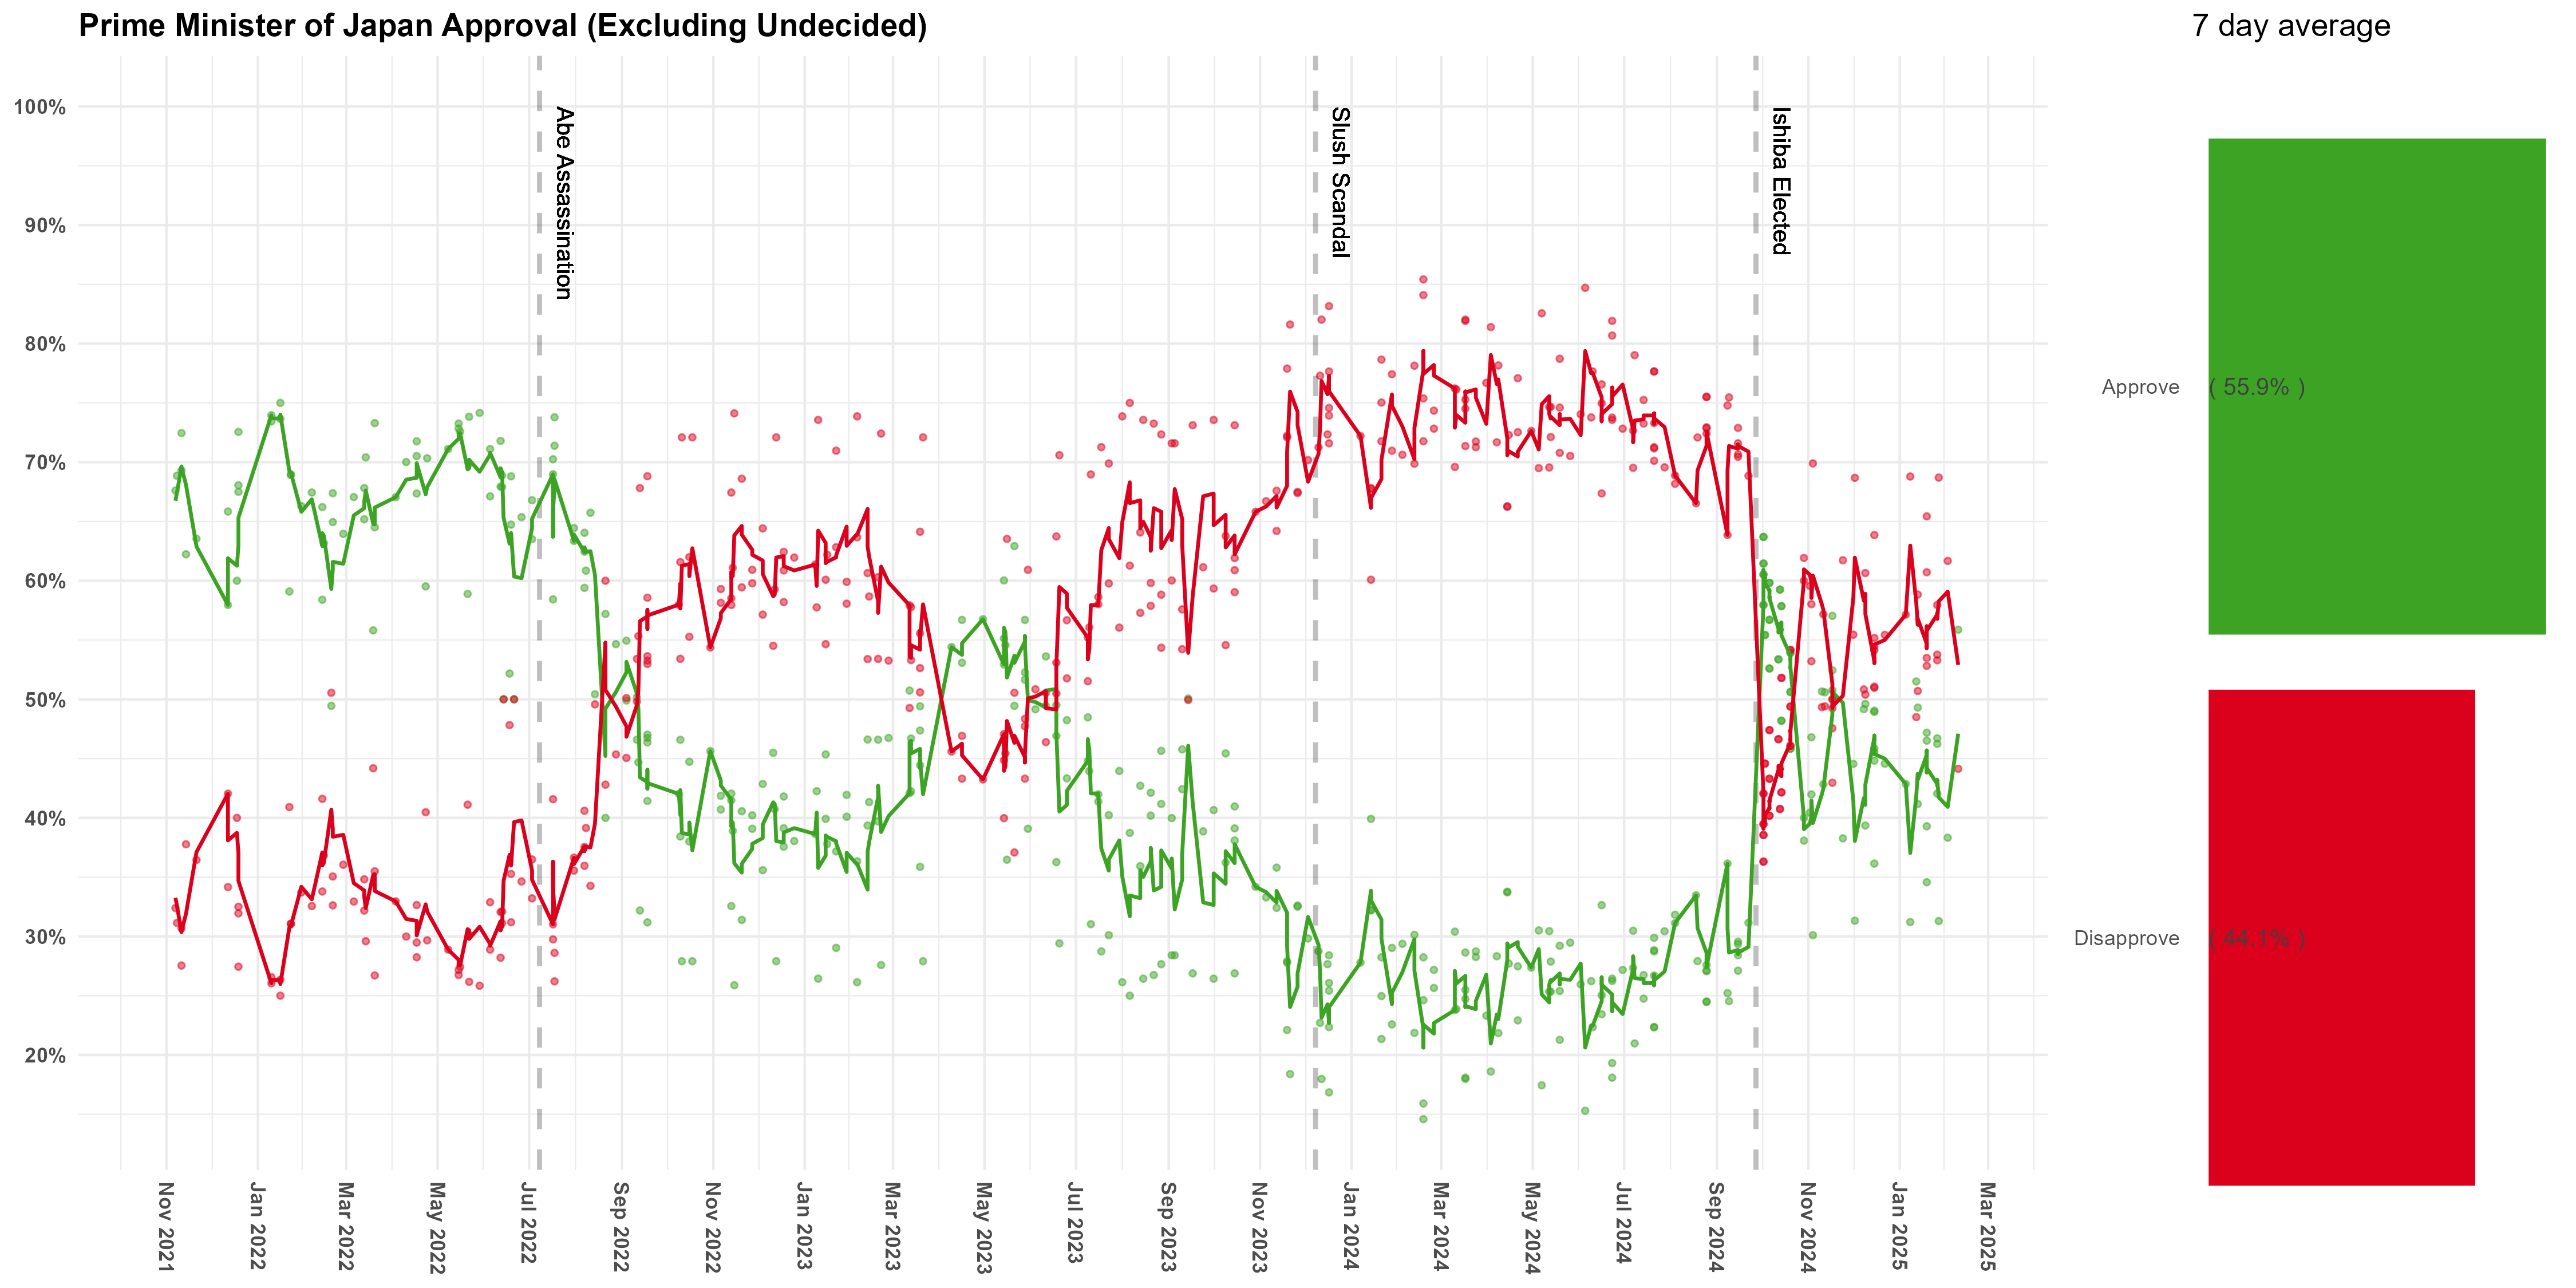 Prime Minister of Japan Approval (Excluding Undecided)
7 day average
100%
90%
80%
70%
60%
50%
40%
30%
20%
Abe Assassination
Slush Scandal
Ishiba Elected
Nov 2021
Jan 2022
Mar 2022
May 2022
Jul 2022
Sep 2022
Nov 2022
Jan 2023
Mar 2023
May 2023
Jul 2023
Sep 2023
Nov 2023
Jan 2024
Mar 2024
May 2024
Jul 2024
Sep 2024
Nov 2024
Jan 2025
Mar 2025
Approve
( 55.9% )
Disapprove
( 44.1% )